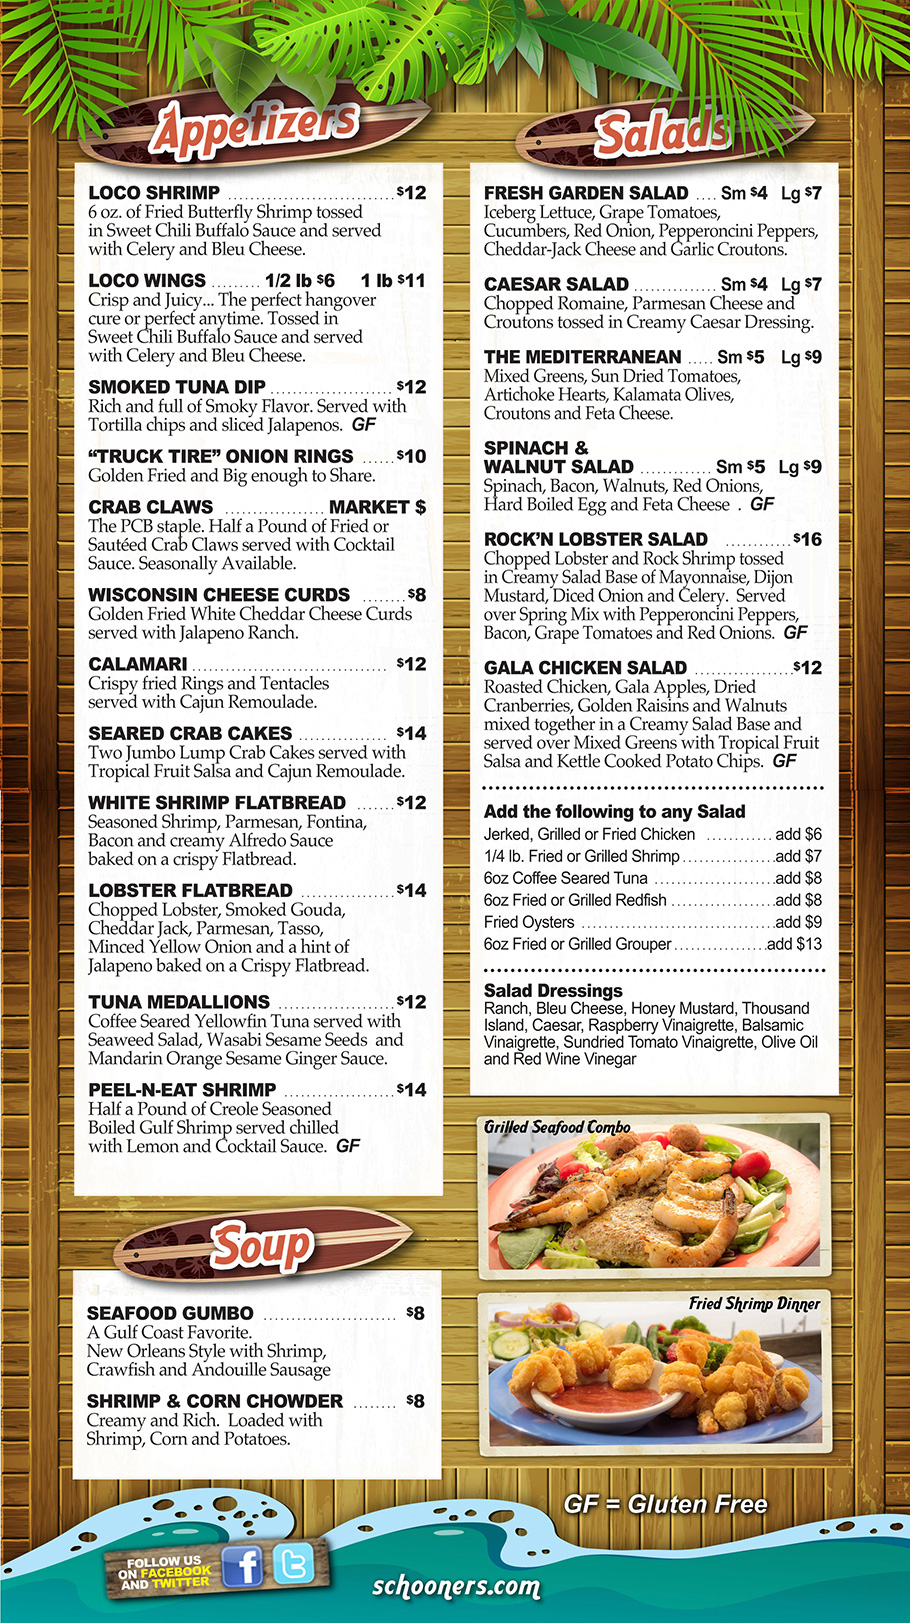 Appetizers
LOCO SHRIMP ............................ $12
6 oz. of Fried Butterfly Shrimp tossed
in Sweet Chili Buffalo Sauce and served
with Celery and Bleu Cheese.
LOCO WINGS ......... 1/2 lb $6 1 lb $11
Crisp and Juicy... The perfect hangover
cure or perfect anytime. Tossed in
Sweet Chili Buffalo Sauce and served
with Celery and Bleu Cheese.
SMOKED TUNA DIP ..................... $12
Rich and full of Smoky Flavor. Served with
Tortilla chips and sliced Jalapenos. GF
“TRUCK TIRE” ONION RINGS ...... $10
Golden Fried and Big enough to Share.
CRAB CLAWS .................. MARKET $
The PCB staple. Half a Pound of Fried or
Sautéed Crab Claws served with Cocktail
Sauce. Seasonally Available.
WISCONSIN CHEESE CURDS ........ $8
Golden Fried White Cheddar Cheese Curds
served with Jalapeno Ranch.
CALAMARI ................................. $12
Crispy fried Rings and Tentacles
served with Cajun Remoulade.
SEARED CRAB CAKES ............... $14
Two Jumbo Lump Crab Cakes served with
Tropical Fruit Salsa and Cajun Remoulade.
WHITE SHRIMP FLATBREAD ....... $12
Seasoned Shrimp, Parmesan, Fontina,
Bacon and creamy Alfredo Sauce
baked on a crispy Flatbread.
LOBSTER FLATBREAD ................ $14
Chopped Lobster, Smoked Gouda,
Cheddar Jack, Parmesan, Tasso,
Minced Yellow Onion and a hint of
Jalapeno baked on a Crispy Flatbread.
TUNA MEDALLIONS .................... $12
Coffee Seared Yellowfin Tuna served with
Seaweed Salad, Wasabi Sesame Seeds and
Mandarin Orange Sesame Ginger Sauce.
PEEL-N-EAT SHRIMP ................... $14
Half a Pound of Creole Seasoned
Boiled Gulf Shrimp served chilled
with Lemon and Cocktail Sauce. GF
Soup
SEAFOOD GUMBO ....................... $8
A Gulf Coast Favorite.
New Orleans Style with Shrimp,
Crawfish and Andouille Sausage
SHRIMP & CORN CHOWDER ........ $8
Creamy and Rich. Loaded with
Shrimp, Corn and Potatoes.
Salads
FRESH GARDEN SALAD .... Sm $4 Lg $7
Iceberg Lettuce, Grape Tomatoes,
Cucumbers, Red Onion, Pepperoncini Peppers,
Cheddar-Jack Cheese and Garlic Croutons.
CAESAR SALAD .............. Sm $4 Lg $7
Chopped Romaine, Parmesan Cheese and
Croutons tossed in Creamy Caesar Dressing.
THE MEDITERRANEAN ..... Sm $5 Lg $9
Mixed Greens, Sun Dried Tomatoes,
Artichoke Hearts, Kalamata Olives,
Croutons and Feta Cheese.
SPINACH &
WALNUT SALAD ............ Sm $5 Lg $9
Spinach, Bacon, Walnuts, Red Onions,
Hard Boiled Egg and Feta Cheese . GF
ROCK’N LOBSTER SALAD ........... $16
Chopped Lobster and Rock Shrimp tossed
in Creamy Salad Base of Mayonnaise, Dijon
Mustard, Diced Onion and Celery. Served
over Spring Mix with Pepperoncini Peppers,
Bacon, Grape Tomatoes and Red Onions. GF
GALA CHICKEN SALAD ................. $12
Roasted Chicken, Gala Apples, Dried
Cranberries, Golden Raisins and Walnuts
mixed together in a Creamy Salad Base and
served over Mixed Greens with Tropical Fruit
Salsa and Kettle Cooked Potato Chips. GF
Add the following to any Salad
Jerked, Grilled or Fried Chicken ............ add $6
1/4 lb. Fried or Grilled Shrimp ................ add $7
6oz Coffee Seared Tuna ..................... add $8
6oz Fried or Grilled Redfish .................. add $8
Fried Oysters ................................. add $9
6oz Fried or Grilled Grouper ................ add $13
Salad Dressings
Ranch, Bleu Cheese, Honey Mustard, Thousand
Island, Caesar, Raspberry Vinaigrette, Balsamic
Vinaigrette, Sundried Tomato Vinaigrette, Olive Oil
and Red Wine Vinegar
Grilled Seafood Combo
Fried Shrimp Dinner
GF = Gluten Free
FOLLOW US
ON FACEBOOK
AND TWITTER
f t
schooners.com